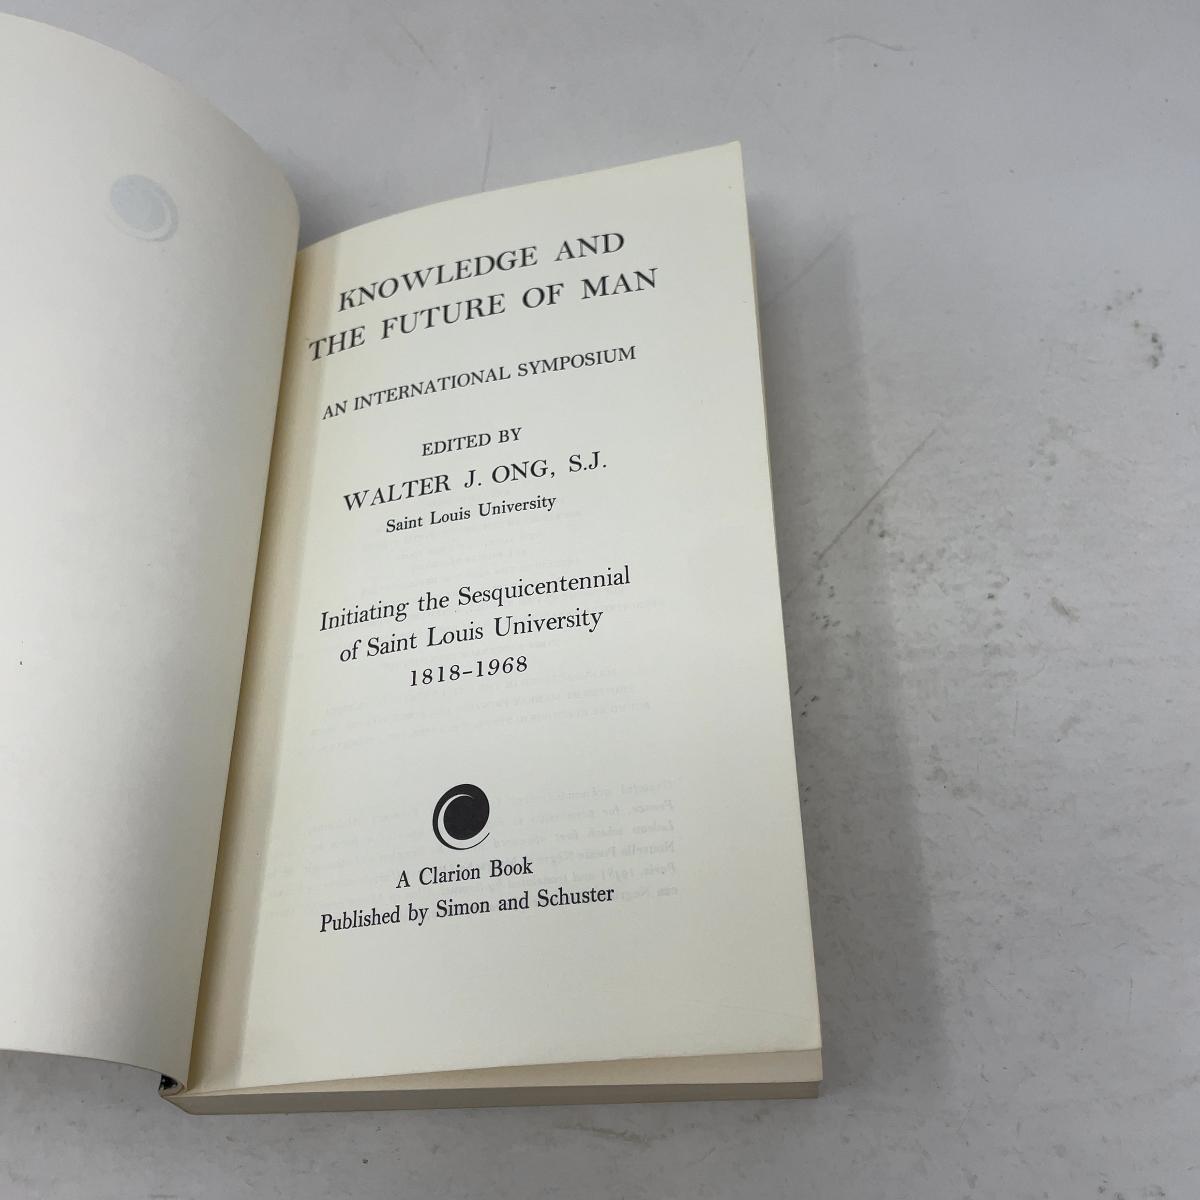 KNOWLEDGE AND
THE FUTURE OF MAN
AN INTERNATIONAL SYMPOSIUM
EDITED BY
WALTER J. ONG, S.J.
Saint Louis University
Initiating the Sesquicentennial
of Saint Louis University
1818–1968
A Clarion Book
Published by Simon and Schuster